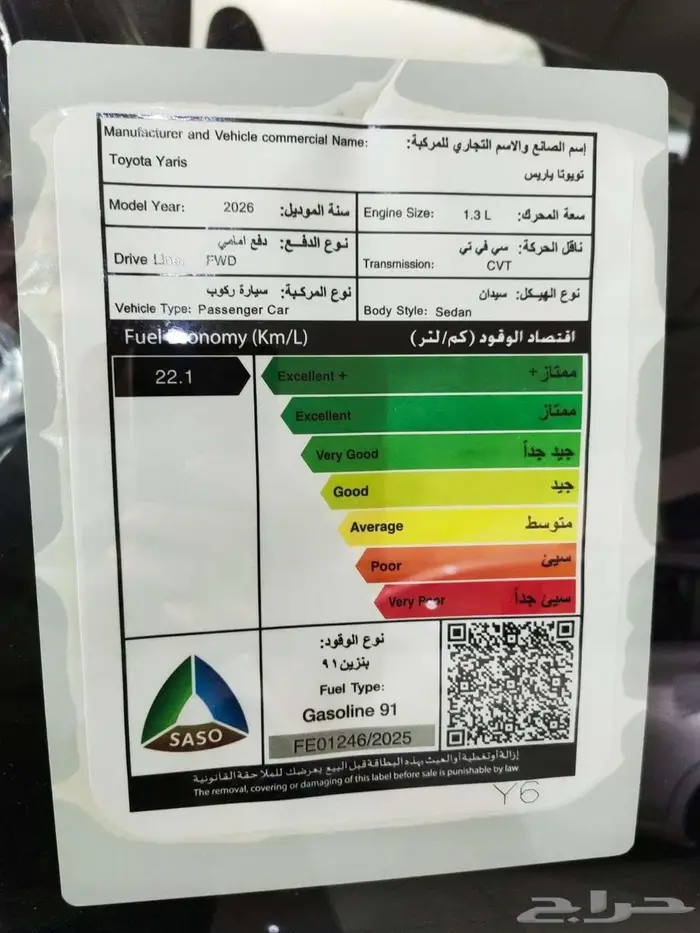 Manufacturer and Vehicle commercial Name: إسم الصانع والاسم التجاري للمركبة:
Toyota Yaris تويوتا ياريس
Model Year: 2026 سنة الموديل:
Engine Size: 1.3 L سعة المحرك:
نوع الدفع: دفع امامي
Drive FWD
ناقل الحركة: سي في تي
Transmission: CVT
نوع المركبة: سيارة ركوب
Vehicle Type: Passenger Car
نوع الهيكل: سيدان
Body Style: Sedan
Fuel Economy (Km/L) اقتصاد الوقود (كم/لتر)
22.1
Excellent + ممتاز +
Excellent ممتاز
Very Good جيد جداً
Good جيد
Average متوسط
Poor سيئ
Very Poor سيئ جداً
SASO
نوع الوقود:
بنزين ٩١
Fuel Type:
Gasoline 91
FE01246/2025
إزالة أو تغطية أو العبث بهذه البطاقة قبل البيع يعرضك للملاحقة القانونية
The removal, covering or damaging of this label before sale is punishable by law
Y6
حراج